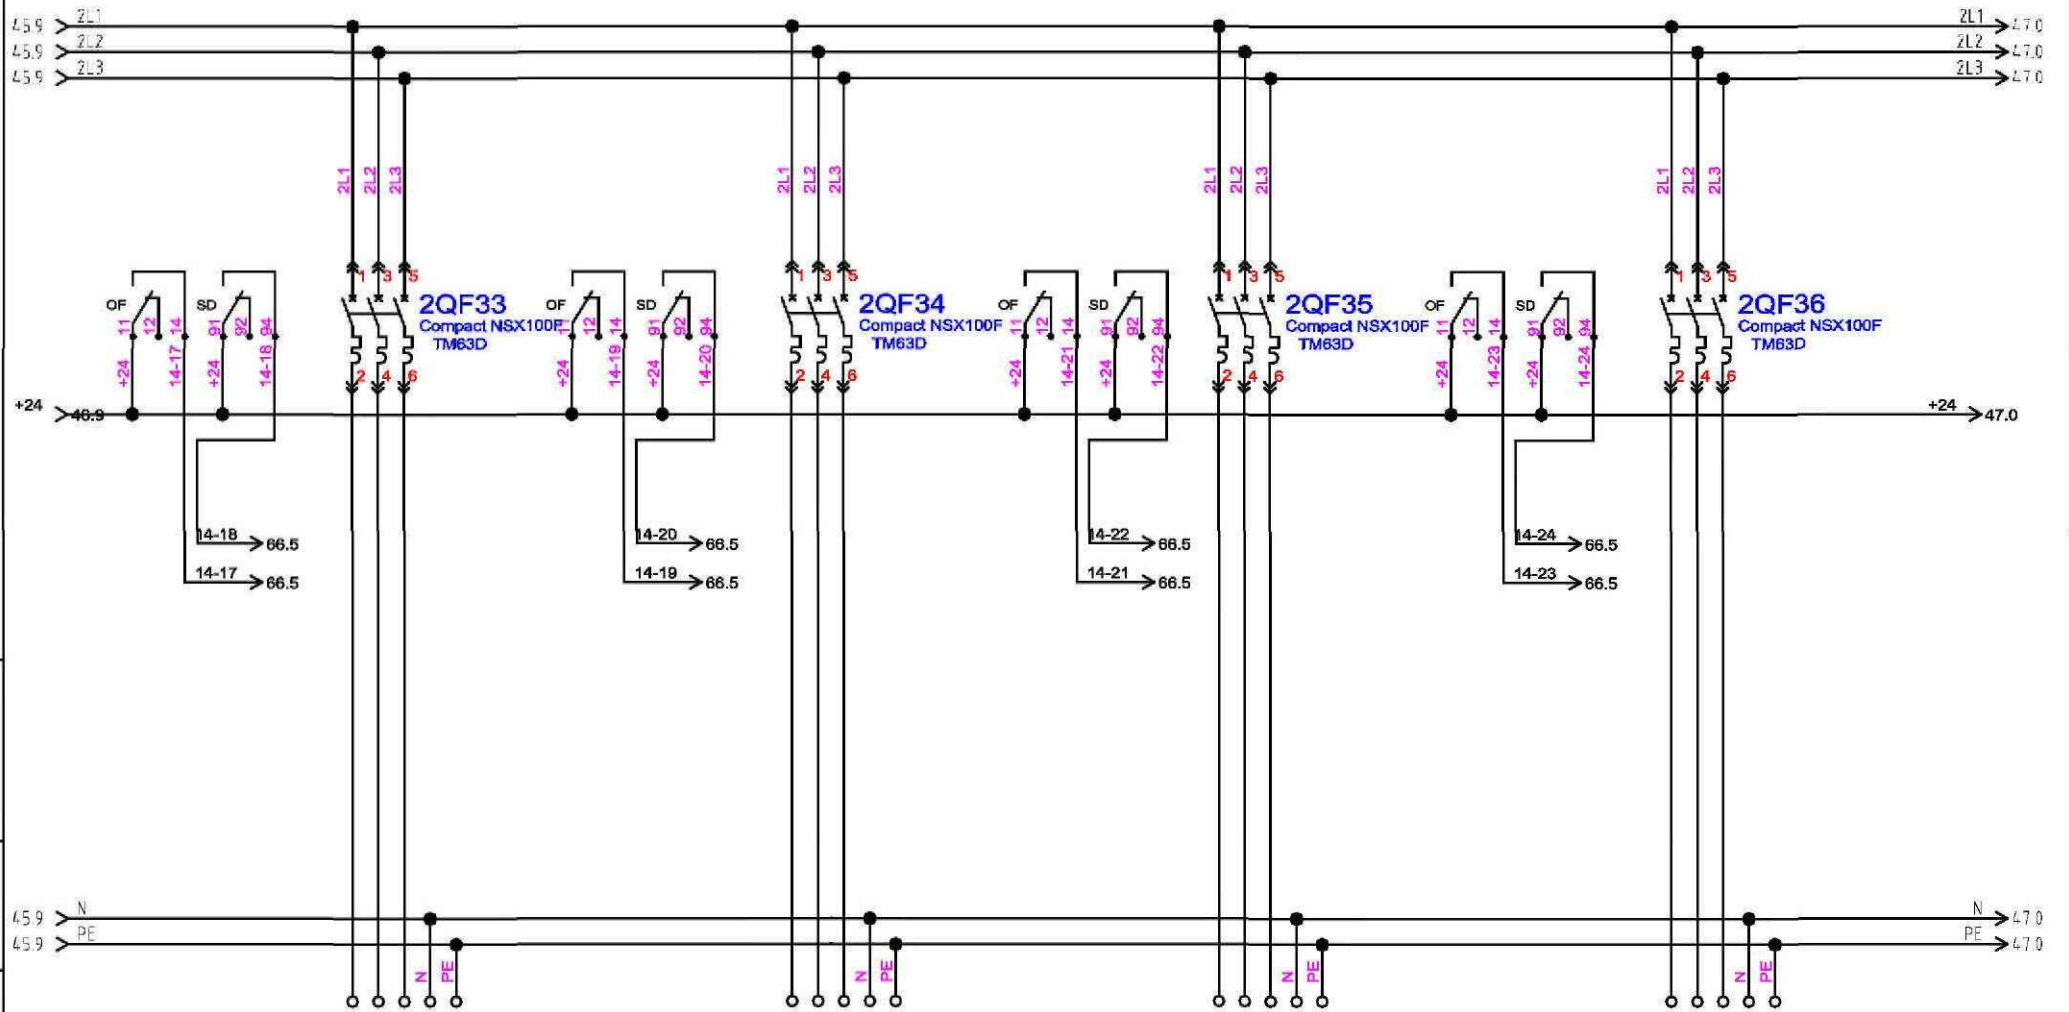 45.9 2L1 2L1 47.0
45.9 2L2 2L2 47.0
45.9 2L3 2L3 47.0
2L1 2L2 2L3 2L1 2L2 2L3 2L1 2L2 2L3 2L1 2L2 2L3
1 3 5 1 3 5 1 3 5 1 3 5
OF SD 2QF33 OF SD 2QF34 OF SD 2QF35 OF SD 2QF36
11 12 14 91 92 94 Compact NSX100F 11 12 14 91 92 94 Compact NSX100F 11 12 14 91 92 94 Compact NSX100F 11 12 14 91 92 94 Compact NSX100F
TM63D TM63D TM63D TM63D
+24 14-17 +24 14-18 2 4 6 +24 14-19 +24 14-20 2 4 6 +24 14-21 +24 14-22 2 4 6 +24 14-23 +24 14-24 2 4 6
+24 46.9 +24 47.0
14-18 66.5 14-20 66.5 14-22 66.5 14-24 66.5
14-17 66.5 14-19 66.5 14-21 66.5 14-23 66.5
45.9 N N 47.0
45.9 PE PE 47.0
N PE N PE N PE N PE